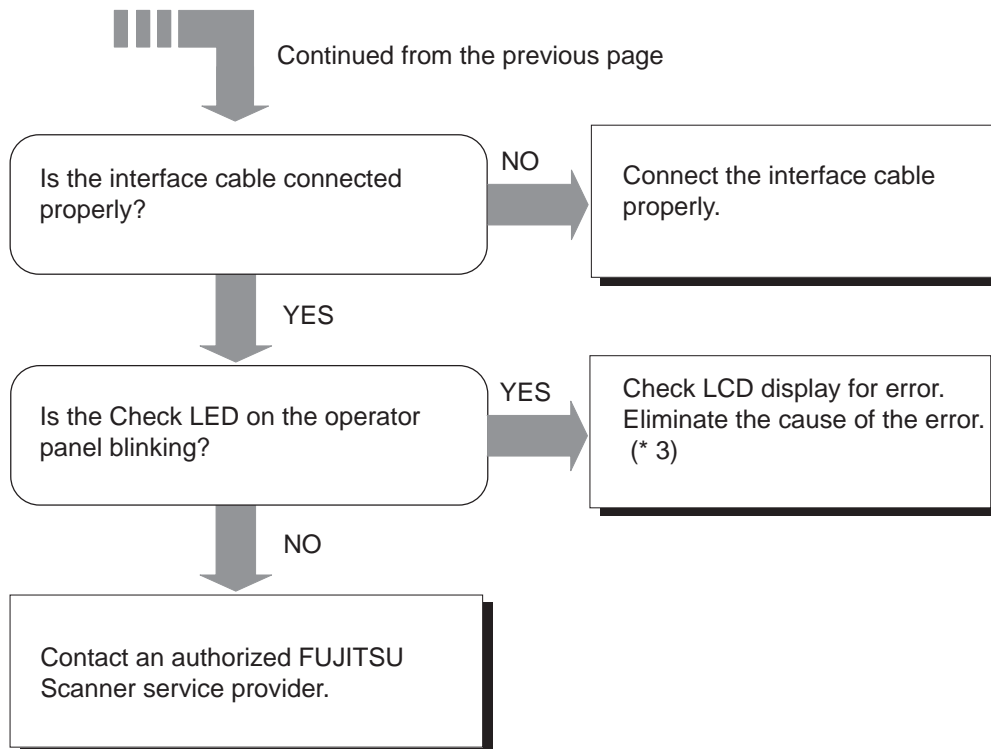 Continued from the previous page
Is the interface cable connected
properly?
NO
Connect the interface cable
properly.
YES
Is the Check LED on the operator
panel blinking?
YES
Check LCD display for error.
Eliminate the cause of the error.
(* 3)
NO
Contact an authorized FUJITSU
Scanner service provider.